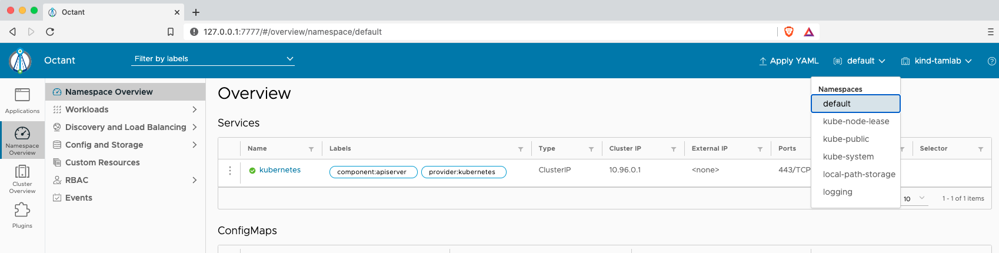 Octant
127.0.0.1:7777/#/overview/namespace/default
Octant
Filter by labels
Apply YAML
default
kind-tamlab
Applications
Namespace
Overview
Cluster
Overview
Plugins
Namespace Overview
Workloads
Discovery and Load Balancing
Config and Storage
Custom Resources
RBAC
Events
Overview
Namespaces
default
kube-node-lease
kube-public
kube-system
local-path-storage
logging
Services
Name Labels Type Cluster IP External IP Ports Selector
kubernetes component:apiserver provider:kubernetes ClusterIP 10.96.0.1 <none> 443/TCP
10 1 - 1 of 1 items
ConfigMaps